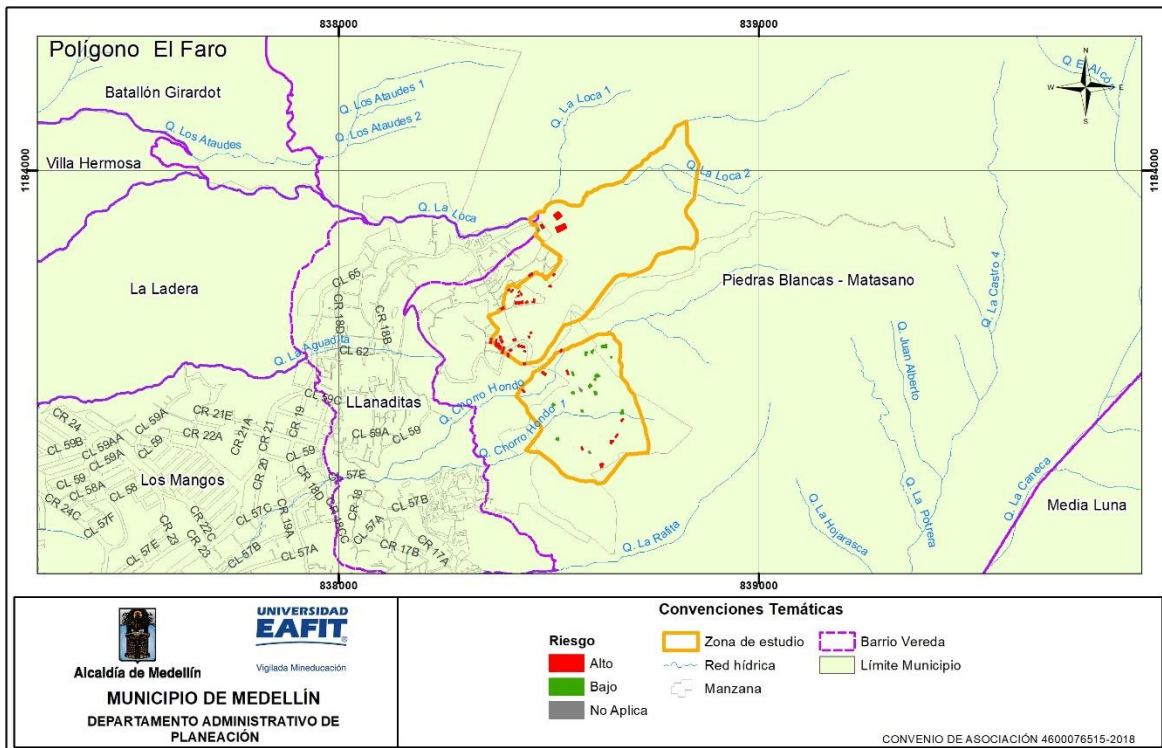 838000
839000
Polígono El Faro
Batallón Girardot
Q. Los Ataudes 1
Q. Los Ataudes 2
Q. Los Ataudes
Q. La Loca 1
Q. El Alcón
N
W
E
S
Villa Hermosa
1184000
1184000
Q. La Loca 2
Q. La Loca
La Ladera
CL 65
CR 18D
CR 18B
Piedras Blancas - Matasano
Q. La Castro 4
Q. La Aguadita
CL 62
Q. Juan Alberto
Q. Chorro Hondo
Q. Chorro Hondo 1
LLanaditas
CL 59C
CL 59A
CL 59
CR 24
CL 59B
CL 59AA
CL 59A
CL 59A
CL 59
CR 21E
CR 22A
CR 21A
CR 21
CR 19
CL 59
CR 20
CL 59
CL 58A
CL 58
CR 24C
CL 57F
Los Mangos
CR 18D
CL 57E
CR 18
CL 57B
CR 18CC
CL 57A
CR 17B
CR 17A
CR 22C
CR 23
CR 23
CL 57C
CR 19A
CL 57E
CL 57B
CL 57A
Q. La Rafita
Q. La Hojarasca
Q. La Potrera
Q. La Caneca
Media Luna
838000
839000
Alcaldía de Medellín
UNIVERSIDAD
EAFIT
Vigilada Mineducación
MUNICIPIO DE MEDELLÍN
DEPARTAMENTO ADMINISTRATIVO DE
PLANEACIÓN
Convenciones Temáticas
Riesgo
Alto
Bajo
No Aplica
Zona de estudio
Red hídrica
Manzana
Barrio Vereda
Límite Municipio
CONVENIO DE ASOCIACIÓN 4600076515-2018